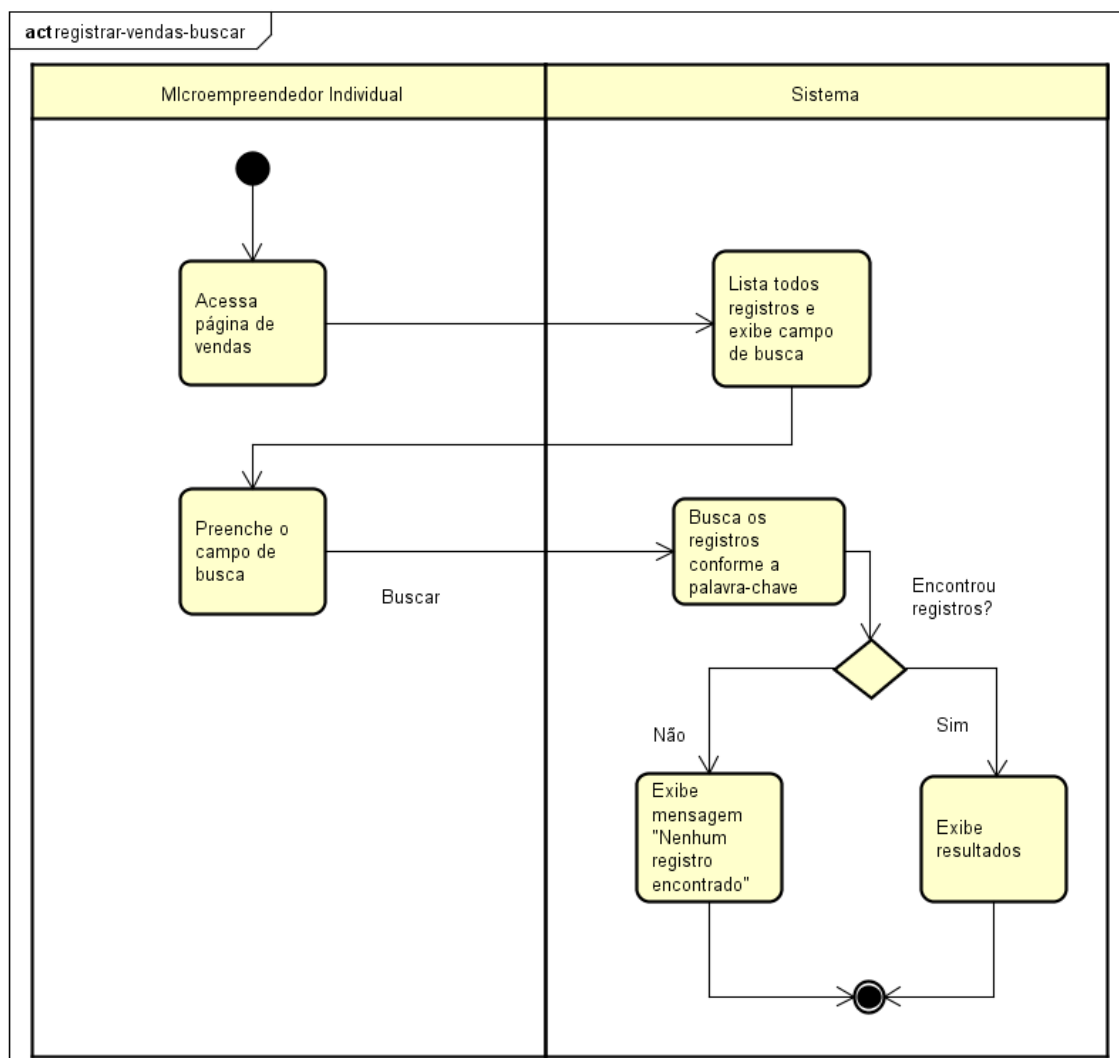 act registrar-vendas-buscar
MIcroempreendedor Individual
Sistema
Acessa
página de
vendas
Lista todos
registros e
exibe campo
de busca
Preenche o
campo de
busca
Buscar
Busca os
registros
conforme a
palavra-chave
Encontrou
registros?
Não
Sim
Exibe
mensagem
"Nenhum
registro
encontrado"
Exibe
resultados